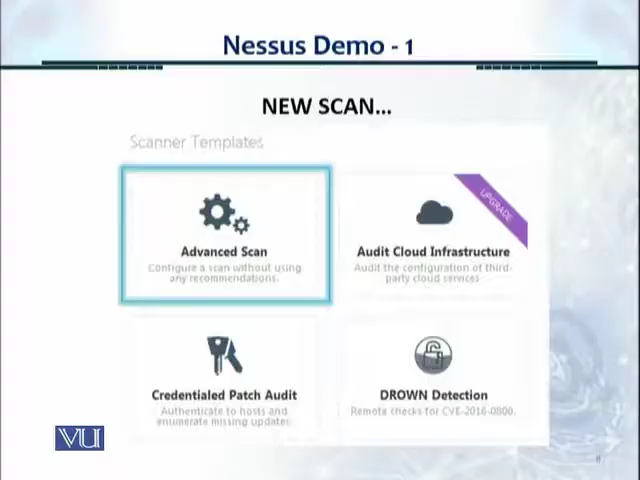 Nessus Demo - 1
NEW SCAN...
Scanner Templates
UPGRADE
Advanced Scan
Configure a scan without using
any recommendations.
Audit Cloud Infrastructure
Audit the configuration of third-
party cloud services
Credentialed Patch Audit
Authenticate to hosts and
enumerate missing updates
DROWN Detection
Remote checks for CVE-2016-0800.
VU
8